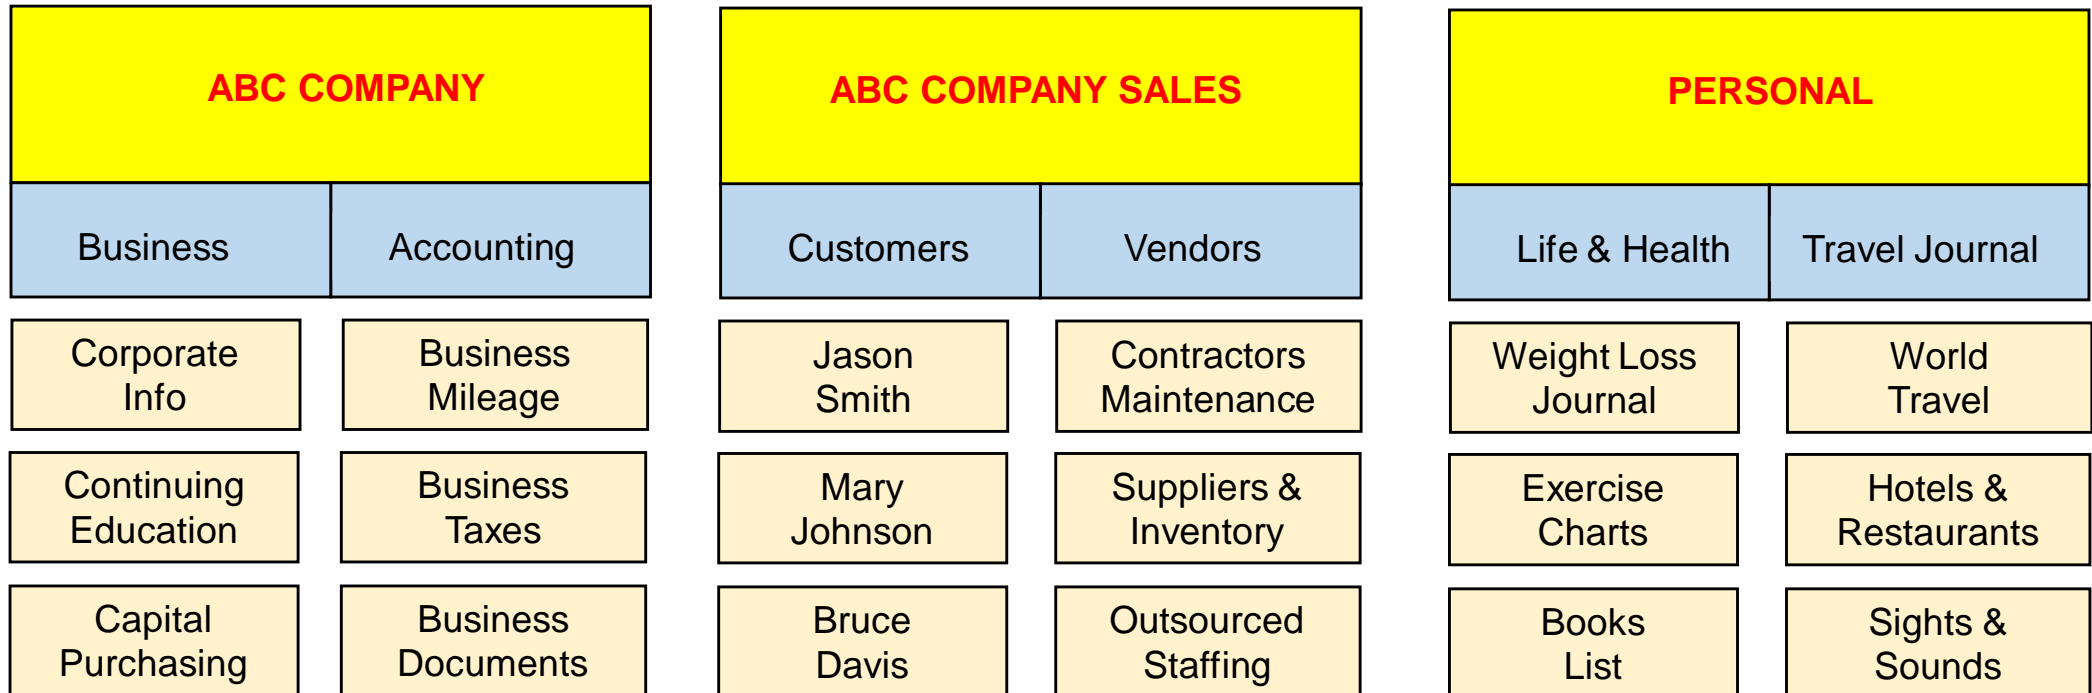 ABC COMPANY
Business
Accounting
Corporate
Info
Business
Mileage
Continuing
Education
Business
Taxes
Capital
Purchasing
Business
Documents
ABC COMPANY SALES
Customers
Vendors
Jason
Smith
Contractors
Maintenance
Mary
Johnson
Suppliers &
Inventory
Bruce
Davis
Outsourced
Staffing
PERSONAL
Life & Health
Travel Journal
Weight Loss
Journal
World
Travel
Exercise
Charts
Hotels &
Restaurants
Books
List
Sights &
Sounds